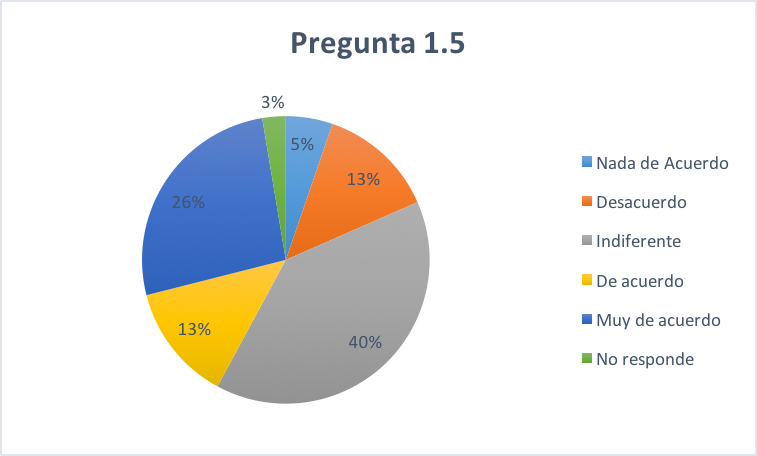 Pregunta 1.5
3%
5%
13%
26%
13%
40%
Nada de Acuerdo
Desacuerdo
Indiferente
De acuerdo
Muy de acuerdo
No responde